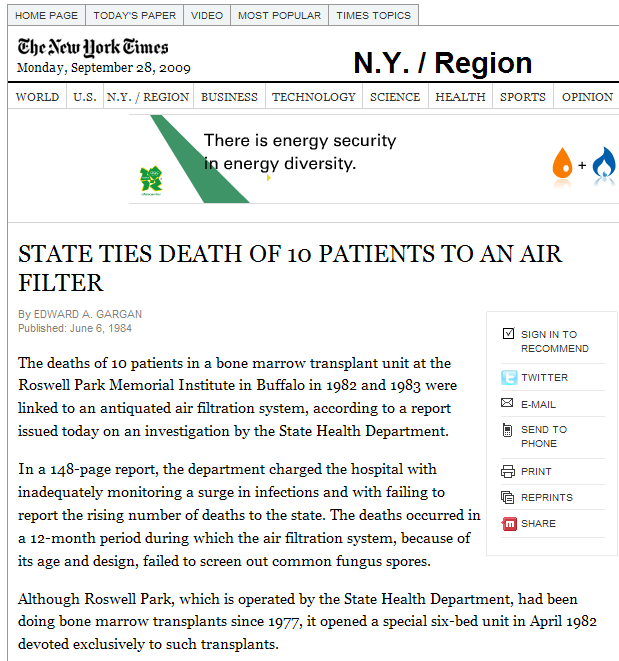 HOME PAGE TODAY'S PAPER VIDEO MOST POPULAR TIMES TOPICS
The New York Times
Monday, September 28, 2009
N.Y. / Region
WORLD U.S. N.Y. / REGION BUSINESS TECHNOLOGY SCIENCE HEALTH SPORTS OPINION
There is energy security
in energy diversity.
+
STATE TIES DEATH OF 10 PATIENTS TO AN AIR
FILTER
By EDWARD A. GARGAN
Published: June 6, 1984
The deaths of 10 patients in a bone marrow transplant unit at the
Roswell Park Memorial Institute in Buffalo in 1982 and 1983 were
linked to an antiquated air filtration system, according to a report
issued today on an investigation by the State Health Department.
In a 148-page report, the department charged the hospital with
inadequately monitoring a surge in infections and with failing to
report the rising number of deaths to the state. The deaths occurred in
a 12-month period during which the air filtration system, because of
its age and design, failed to screen out common fungus spores.
Although Roswell Park, which is operated by the State Health Department, had been
doing bone marrow transplants since 1977, it opened a special six-bed unit in April 1982
devoted exclusively to such transplants.
SIGN IN TO
RECOMMEND
TWITTER
E-MAIL
SEND TO
PHONE
PRINT
REPRINTS
SHARE